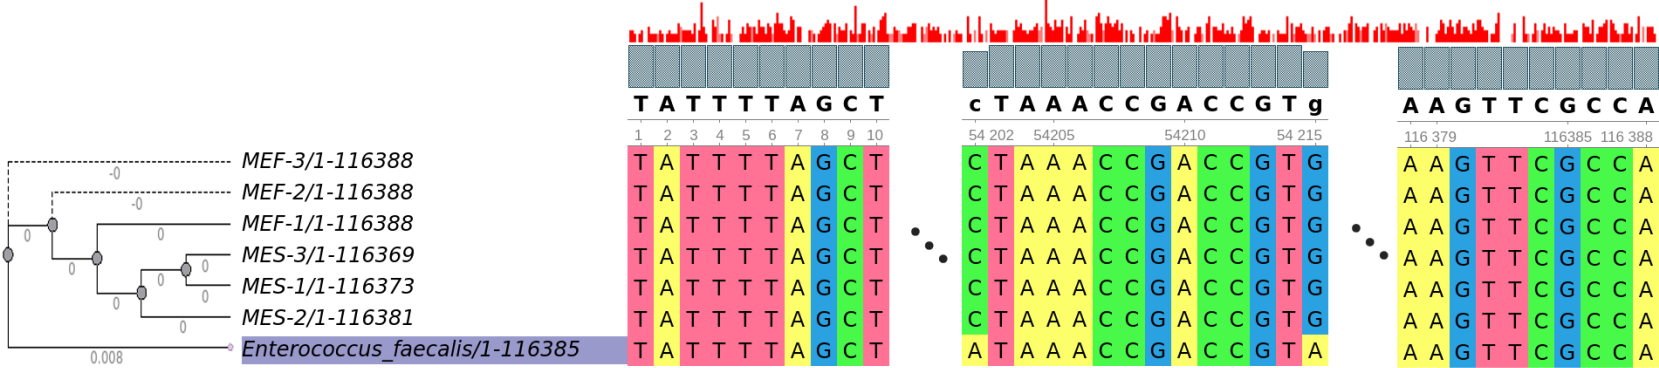 T A T T T T A G C T c T A A A C C G A C C G T g A A G T T C G C C A
1 2 3 4 5 6 7 8 9 10 54 202 54205 54210 54 215 116 379 116385 116 388
MEF-3/1-116388 T A T T T T A G C T C T A A A C C G A C C G T G A A G T T C G C C A
-0
MEF-2/1-116388 T A T T T T A G C T C T A A A C C G A C C G T G A A G T T C G C C A
-0
MEF-1/1-116388 T A T T T T A G C T C T A A A C C G A C C G T G A A G T T C G C C A
0 0
MES-3/1-116369 T A T T T T A G C T C T A A A C C G A C C G T G A A G T T C G C C A
0 0
MES-1/1-116373 T A T T T T A G C T C T A A A C C G A C C G T G A A G T T C G C C A
0 0 0
MES-2/1-116381 T A T T T T A G C T C T A A A C C G A C C G T G A A G T T C G C C A
0
Enterococcus_faecalis/1-116385 T A T T T T A G C T A T A A A C C G A C C G T A A A G T T C G C C A
0.008